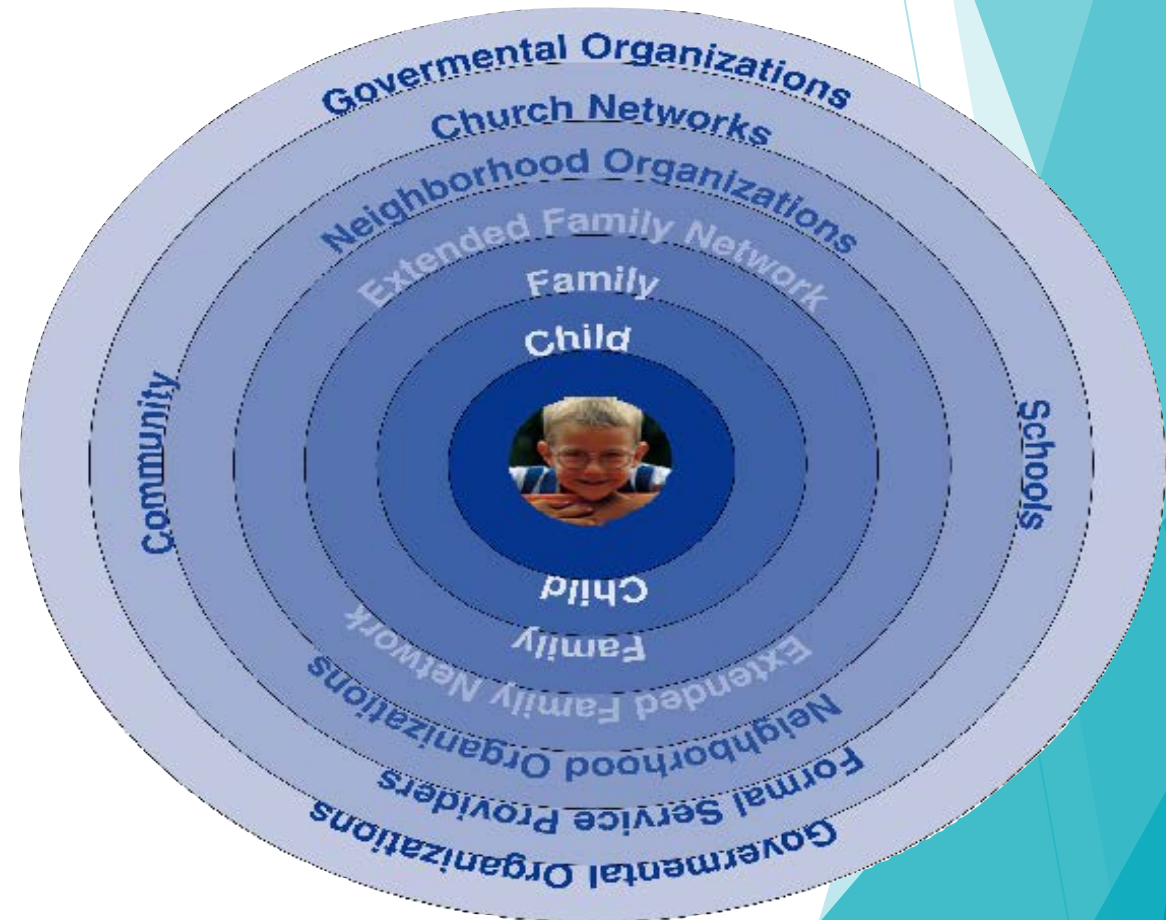 Govermental Organizations
Church Networks
Neighborhood Organizations
Extended Family Network
Family
Child
Community
Schools
Child
Family
Extended Family Network
Neighborhood Organizations
Formal Service Providers
Govermental Organizations